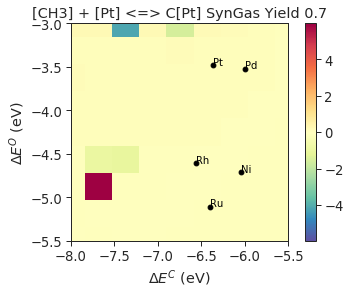 [CH3] + [Pt] <=> C[Pt] SynGas Yield 0.7
−3.0
−3.5
−4.0
−4.5
−5.0
−5.5
ΔE^O (eV)
Pt
Pd
Rh
Ni
Ru
−8.0 −7.5 −7.0 −6.5 −6.0 −5.5
ΔE^C (eV)
4
2
0
−2
−4